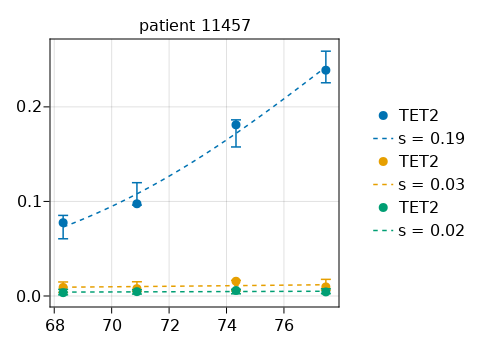 patient 11457
0.2
0.1
0.0
68 70 72 74 76
TET2
s = 0.19
TET2
s = 0.03
TET2
s = 0.02